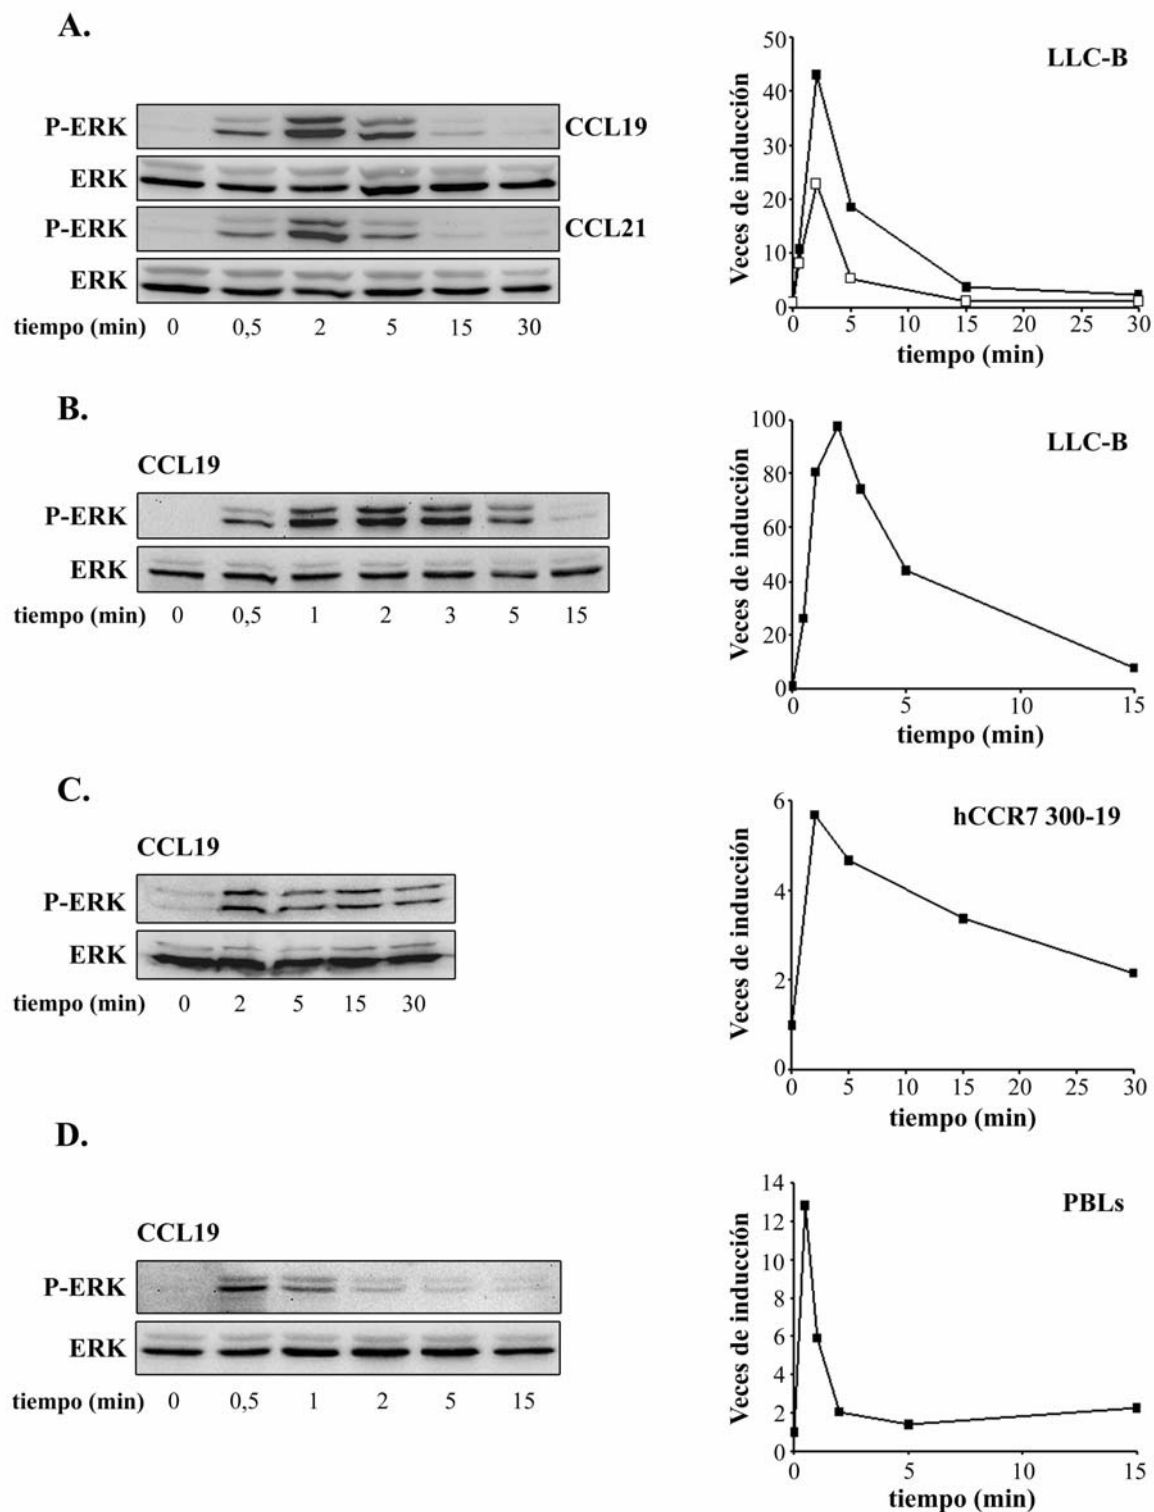 A.
P-ERK
CCL19
ERK
P-ERK
CCL21
ERK
tiempo (min) 0 0,5 2 5 15 30
LLC-B
Veces de inducción
50
40
30
20
10
0
0 5 10 15 20 25 30
tiempo (min)
B.
CCL19
P-ERK
ERK
tiempo (min) 0 0,5 1 2 3 5 15
LLC-B
Veces de inducción
100
80
60
40
20
0
0 5 10 15
tiempo (min)
C.
CCL19
P-ERK
ERK
tiempo (min) 0 2 5 15 30
hCCR7 300-19
Veces de inducción
6
4
2
0
0 5 10 15 20 25 30
tiempo (min)
D.
CCL19
P-ERK
ERK
tiempo (min) 0 0,5 1 2 5 15
PBLs
Veces de inducción
14
12
10
8
6
4
2
0
0 5 10 15
tiempo (min)